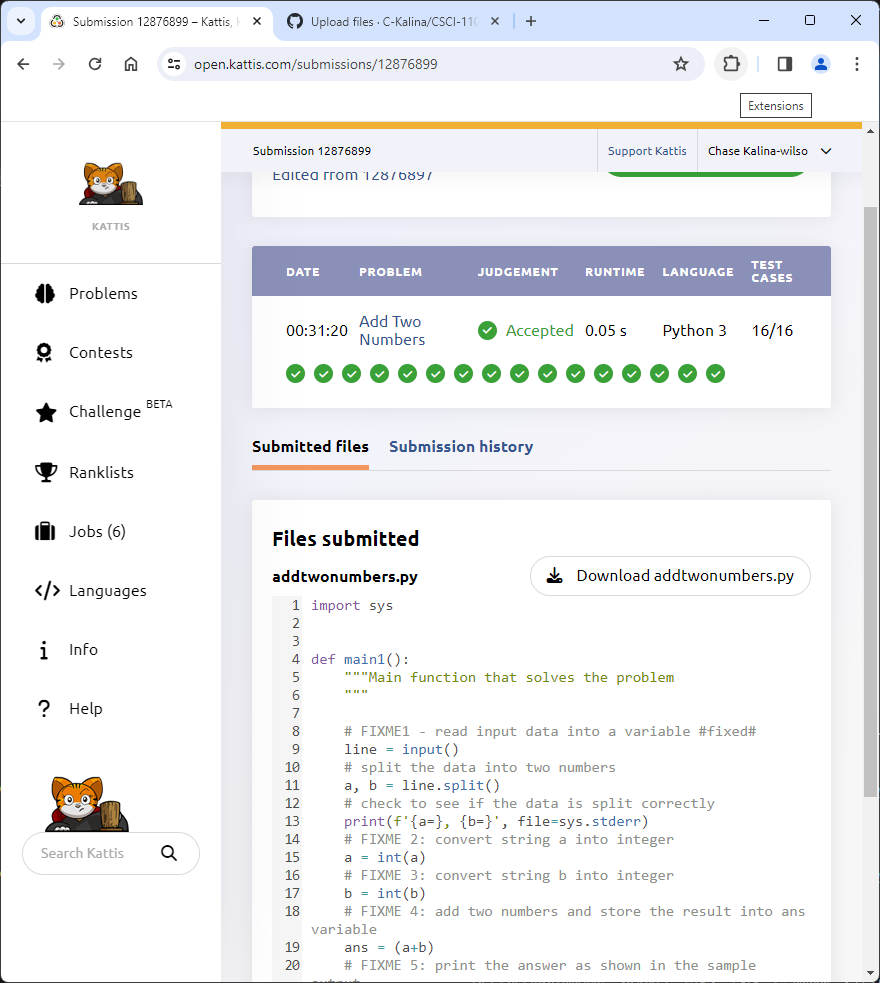 Submission 12876899 – Kattis,
Upload files · C-Kalina/CSCI-110
open.kattis.com/submissions/12876899
Extensions
Submission 12876899
Support Kattis
Chase Kalina-wilso
Edited from 12876897
KATTIS
Problems
Contests
Challenge BETA
Ranklists
Jobs (6)
Languages
Info
Help
Search Kattis
DATE PROBLEM JUDGEMENT RUNTIME LANGUAGE TEST
CASES
00:31:20 Add Two Accepted 0.05 s Python 3 16/16
Numbers
Submitted files Submission history
Files submitted
addtwonumbers.py Download addtwonumbers.py
1 import sys
2
3
4 def main1():
5     """Main function that solves the problem
6     """
7
8     # FIXME1 - read input data into a variable #fixed#
9     line = input()
10     # split the data into two numbers
11     a, b = line.split()
12     # check to see if the data is split correctly
13     print(f'{a=}, {b=}', file=sys.stderr)
14     # FIXME 2: convert string a into integer
15     a = int(a)
16     # FIXME 3: convert string b into integer
17     b = int(b)
18     # FIXME 4: add two numbers and store the result into ans
variable
19     ans = (a+b)
20     # FIXME 5: print the answer as shown in the sample